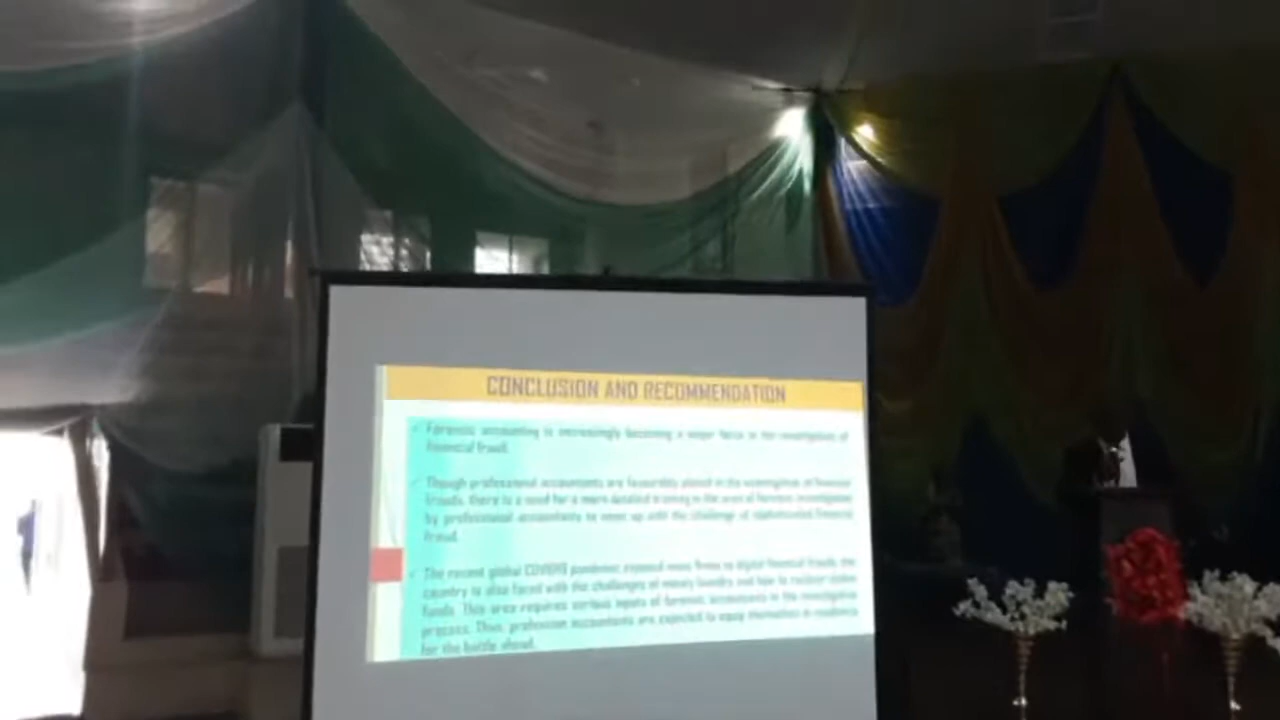 CONCLUSION AND RECOMMENDATION
Forensic accounting is increasingly becoming a major force in the investigation of
financial fraud.
Though professional accountants are favourably placed in the investigation of financial
frauds, there is a need for a more detailed training in the area of forensic investigation
by professional accountants to meet up with the challenge of sophisticated financial
fraud.
The recent global COVID19 pandemic exposed many firms to digital financial frauds, the
country is also faced with the challenges of money laundry and how to recover stolen
funds. This area requires serious inputs of forensic accountants in the investigative
process. Thus, profession accountants are expected to equip themselves in readiness
for the battle ahead.